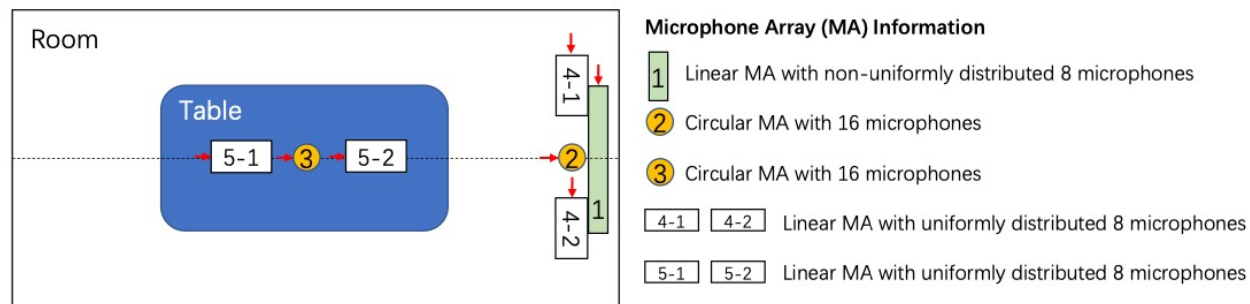 Room
Table
5-1
3
5-2
4-1
2
4-2
1
Microphone Array (MA) Information
1 Linear MA with non-uniformly distributed 8 microphones
2 Circular MA with 16 microphones
3 Circular MA with 16 microphones
4-1 4-2 Linear MA with uniformly distributed 8 microphones
5-1 5-2 Linear MA with uniformly distributed 8 microphones